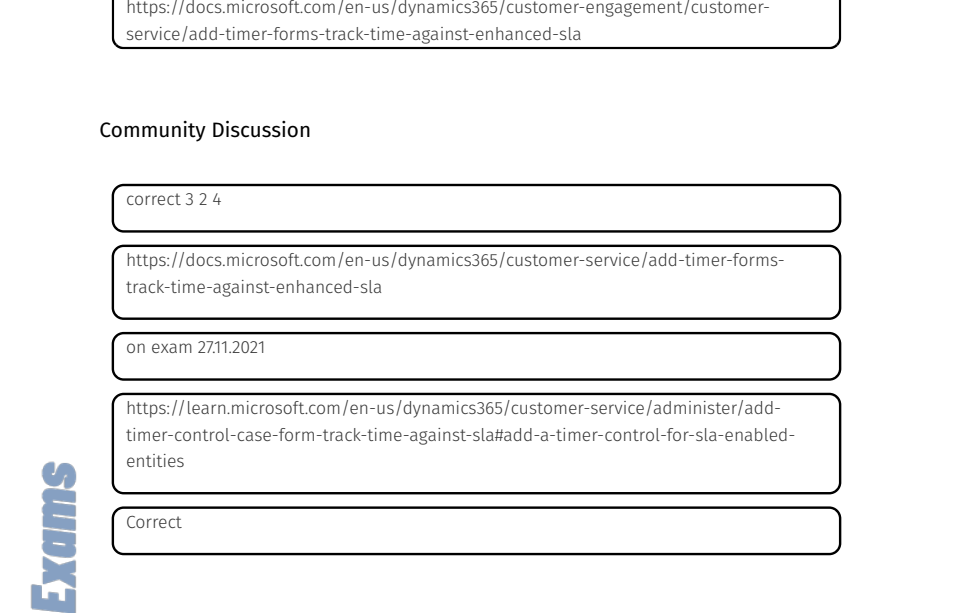 https://docs.microsoft.com/en-us/dynamics365/customer-engagement/customer-
service/add-timer-forms-track-time-against-enhanced-sla
Community Discussion
correct 3 2 4
https://docs.microsoft.com/en-us/dynamics365/customer-service/add-timer-forms-
track-time-against-enhanced-sla
on exam 27.11.2021
https://learn.microsoft.com/en-us/dynamics365/customer-service/administer/add-
timer-control-case-form-track-time-against-sla#add-a-timer-control-for-sla-enabled-
entities
Correct
Exams